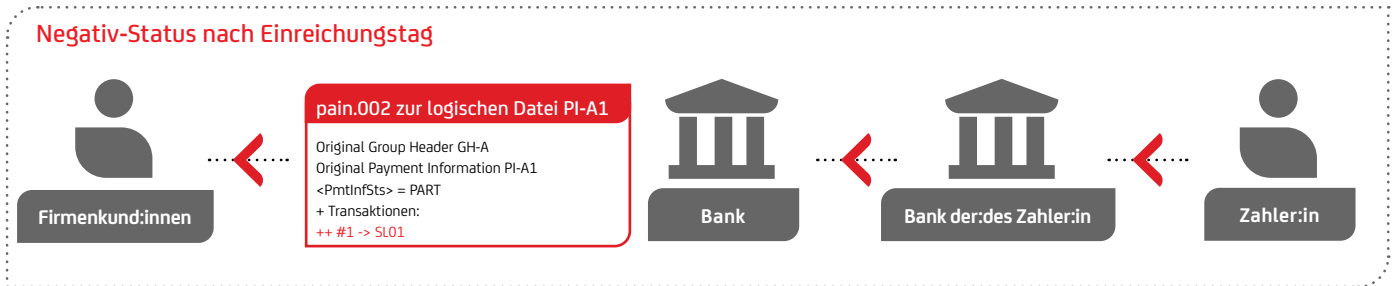 Negativ-Status nach Einreichungstag
pain.002 zur logischen Datei PI-A1
Original Group Header GH-A
Original Payment Information PI-A1
<PmtInfSts> = PART
+ Transaktionen:
++ #1 -> SL01
Firmenkund:innen
Bank
Bank der:des Zahler:in
Zahler:in